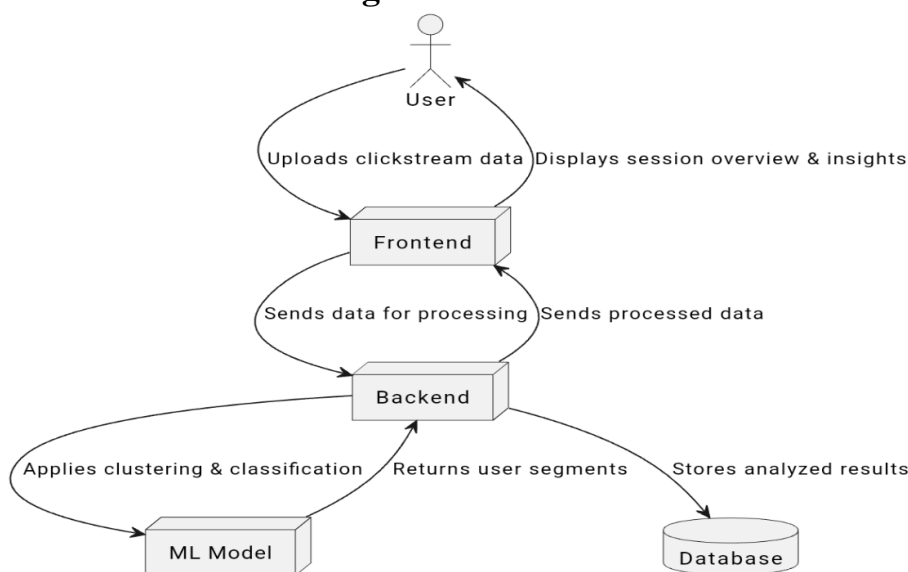 User
Uploads clickstream data
Displays session overview & insights
Frontend
Sends data for processing
Sends processed data
Backend
Applies clustering & classification
Returns user segments
Stores analyzed results
ML Model
Database